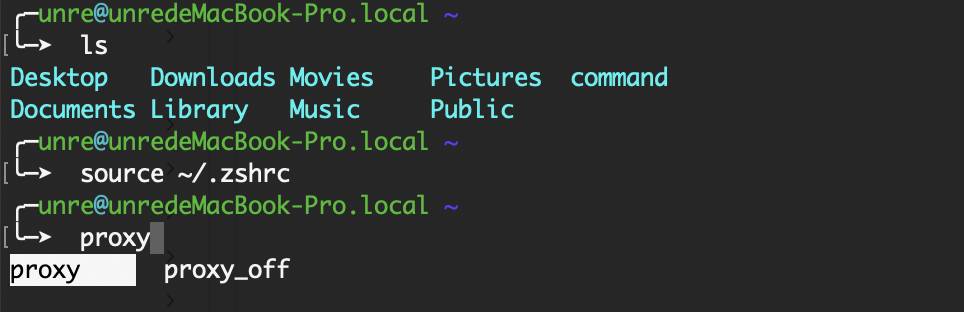 ╭─unre@unredeMacBook-Pro.local ~
[╰─➤  ls
Desktop   Downloads Movies    Pictures  command
Documents Library   Music     Public
╭─unre@unredeMacBook-Pro.local ~
[╰─➤  source ~/.zshrc
╭─unre@unredeMacBook-Pro.local ~
[╰─➤  proxy
proxy      proxy_off